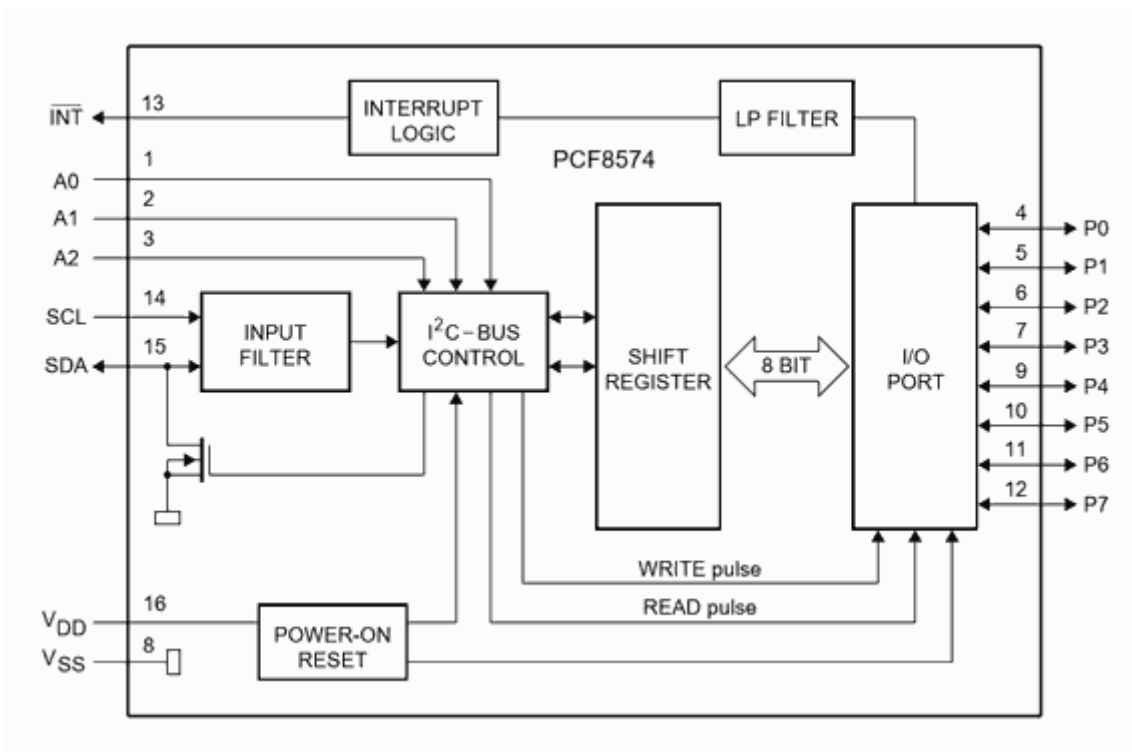 INT
13
INTERRUPT
LOGIC
LP FILTER
PCF8574
A0
1
A1
2
A2
3
SCL
14
SDA
15
INPUT
FILTER
I²C–BUS
CONTROL
SHIFT
REGISTER
8 BIT
I/O
PORT
4
P0
5
P1
6
P2
7
P3
9
P4
10
P5
11
P6
12
P7
WRITE pulse
READ pulse
VDD
16
VSS
8
POWER-ON
RESET